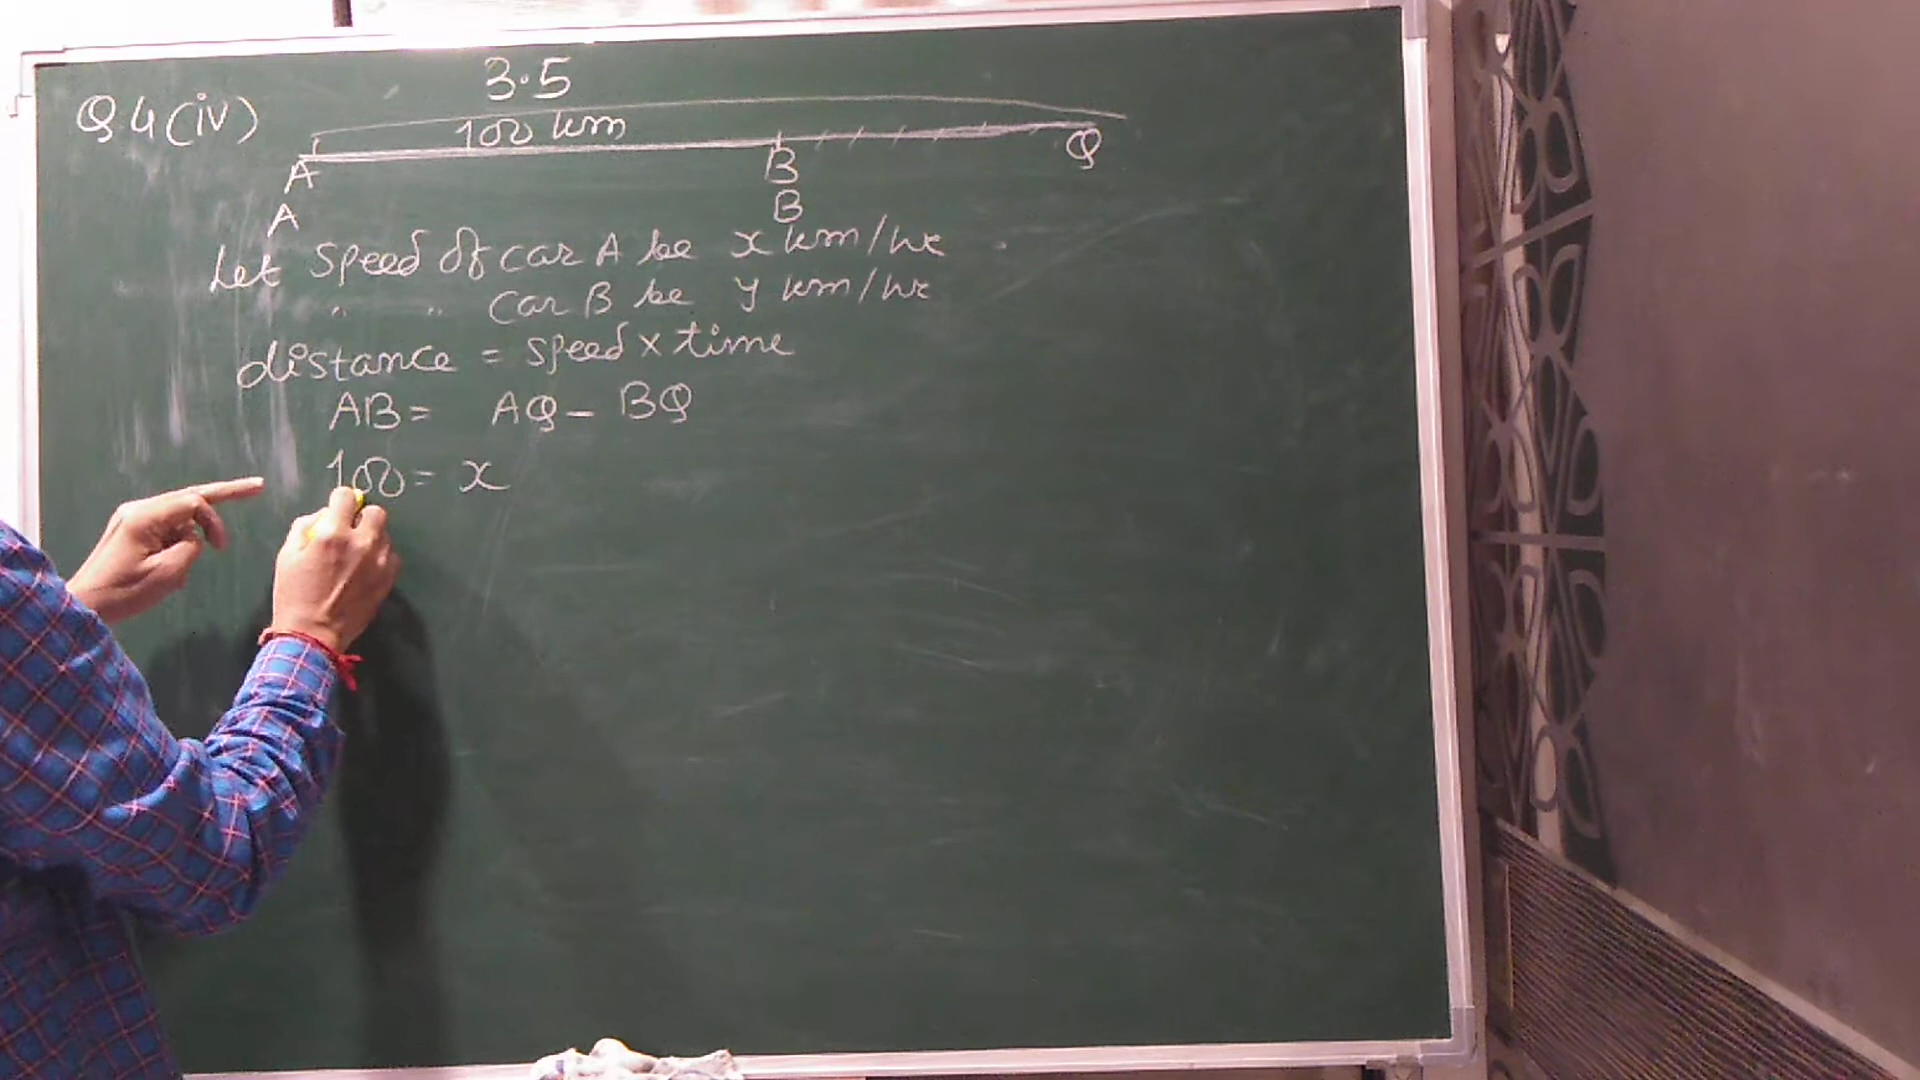 3.5
Q.4(iv)
100 km
A B Q
A B
Let speed of car A be x km/hr
" " car B be y km/hr
distance = speed x time
AB = AQ - BQ
100 = x